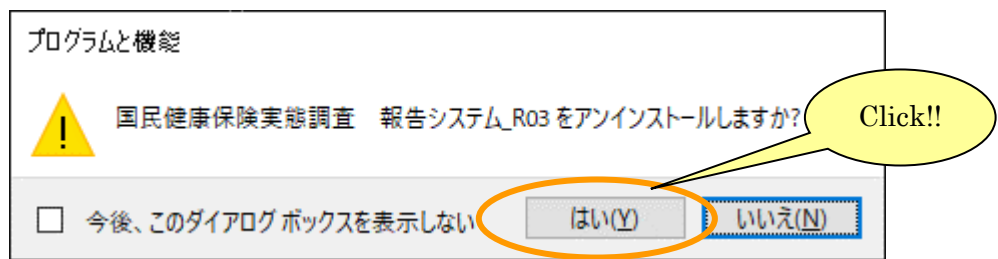 プログラムと機能
国民健康保険実態調査　報告システム_R03 をアンインストールしますか?
Click!!
今後、このダイアログ ボックスを表示しない
はい(Y)
いいえ(N)